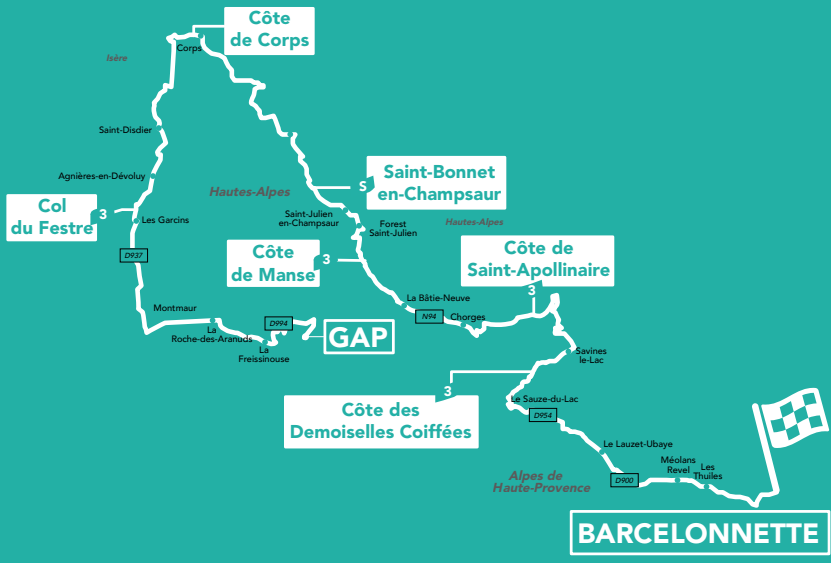 Côte
de Corps
Corps
Isère
Saint-Disdier
Agnières-en-Dévoluy
Hautes-Alpes
S
Saint-Bonnet
en-Champsaur
Col
du Festre
3
Les Garcins
Saint-Julien
en-Champsaur
Forest
Saint-Julien
Hautes-Alpes
D937
Côte
de Manse
3
Côte de
Saint-Apollinaire
3
La Bâtie-Neuve
N94
Chorges
Montmaur
La
Roche-des-Aranuds
D994
La
Freissinouse
GAP
Savines
le-Lac
3
Côte des
Demoiselles Coiffées
Le Sauze-du-Lac
D954
Le Lauzet-Ubaye
Alpes de
Haute-Provence
D900
Méolans
Revel
Les
Thuiles
BARCELONNETTE